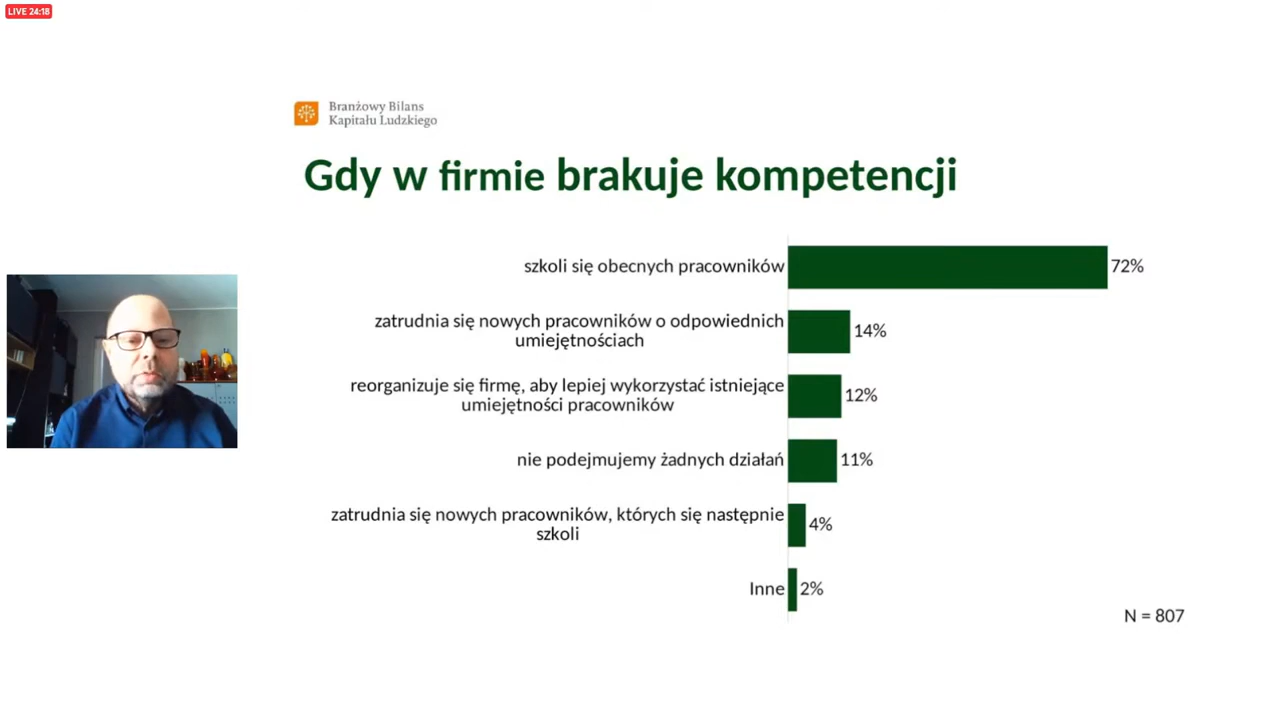 LIVE 24:18
Branżowy Bilans
Kapitału Ludzkiego
Gdy w firmie brakuje kompetencji
szkoli się obecnych pracowników 72%
zatrudnia się nowych pracowników o odpowiednich
umiejętnościach 14%
reorganizuje się firmę, aby lepiej wykorzystać istniejące
umiejętności pracowników 12%
nie podejmujemy żadnych działań 11%
zatrudnia się nowych pracowników, których się następnie
szkoli 4%
Inne 2%
N = 807